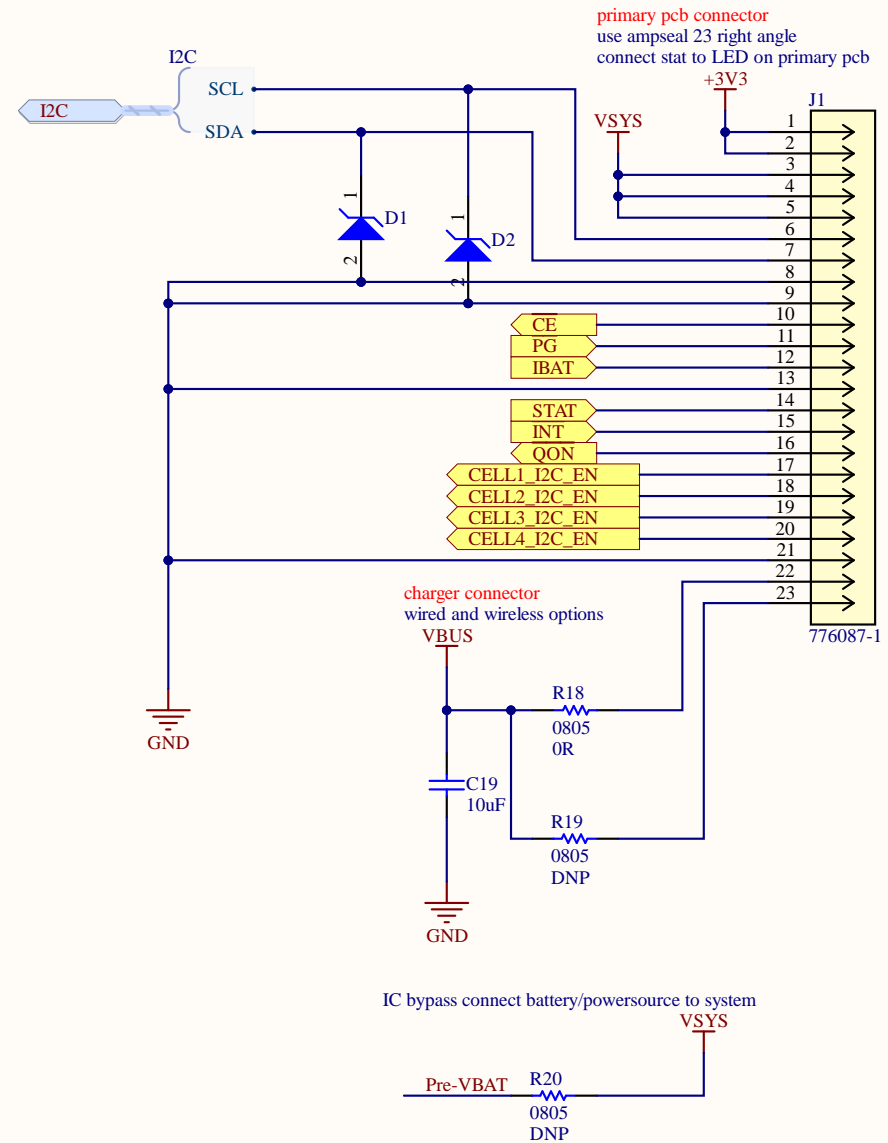 primary pcb connector
use ampseal 23 right angle
connect stat to LED on primary pcb
+3V3
J1
I2C
SCL
I2C
SDA
VSYS
1
2
3
4
5
6
7
8
9
10
11
12
13
14
15
16
17
18
19
20
21
22
23
776087-1
1
D1
2
1
D2
2
CE
PG
IBAT
STAT
INT
QON
CELL1_I2C_EN
CELL2_I2C_EN
CELL3_I2C_EN
CELL4_I2C_EN
charger connector
wired and wireless options
VBUS
R18
0805
0R
GND
C19
10uF
R19
0805
DNP
GND
IC bypass connect battery/powersource to system
VSYS
Pre-VBAT
R20
0805
DNP